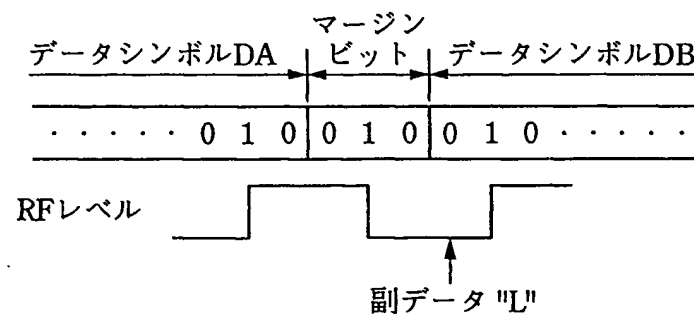 マージン
データシンボルDA
ビット
データシンボルDB
・・・・・0 1 0 0 1 0 0 1 0・・・・・
RFレベル
副データ"L"